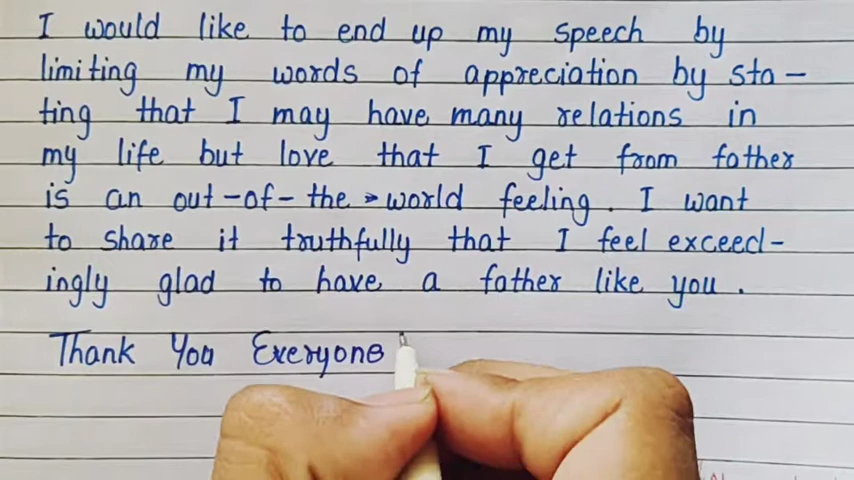 I would like to end up my speech by
limiting my words of appreciation by sta-
ting that I may have many relations in
my life but love that I get from father
is an out-of-the-world feeling. I want
to share it truthfully that I feel exceed-
ingly glad to have a father like you.
Thank You Everyone